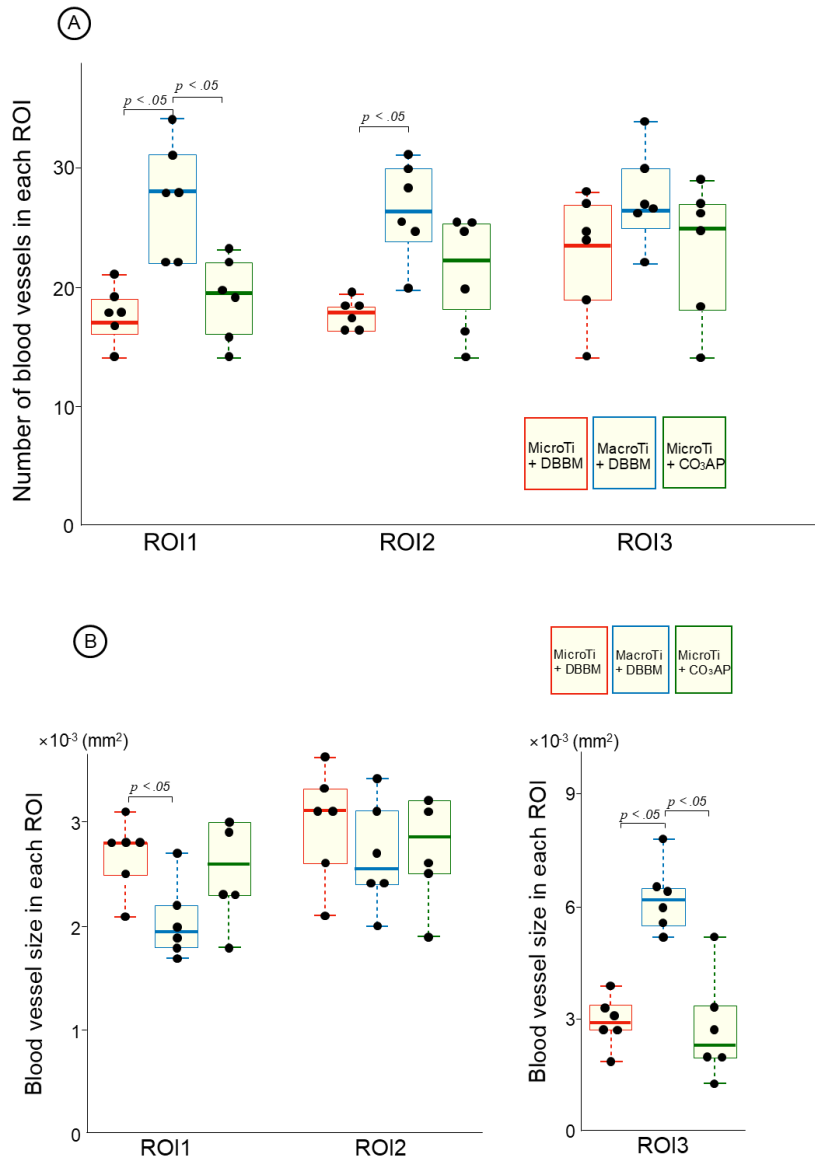 A
Number of blood vessels in each ROI
30
20
10
0
p < .05
p < .05
p < .05
MicroTi
+ DBBM
MacroTi
+ DBBM
MicroTi
+ CO₃AP
ROI1
ROI2
ROI3
B
MicroTi
+ DBBM
MacroTi
+ DBBM
MicroTi
+ CO₃AP
×10⁻³ (mm²)
Blood vessel size in each ROI
3
2
1
0
p < .05
ROI1
ROI2
×10⁻³ (mm²)
Blood vessel size in each ROI
9
6
3
0
p < .05
p < .05
ROI3